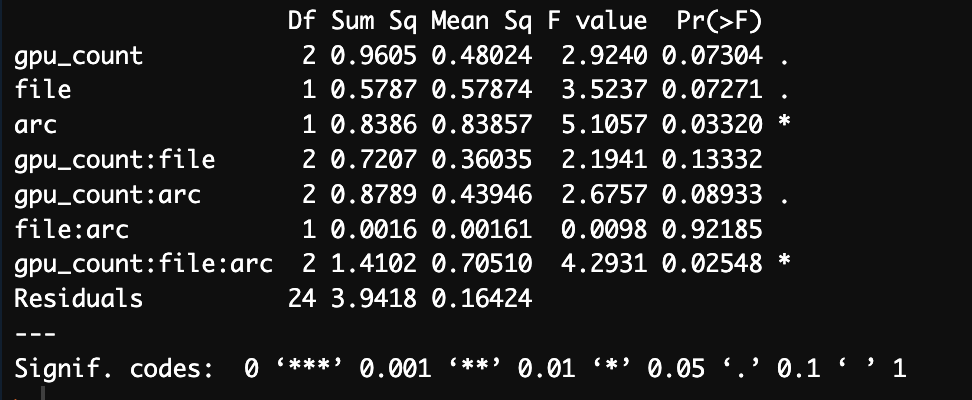 Df Sum Sq Mean Sq F value Pr(>F)
gpu_count 2 0.9605 0.48024 2.9240 0.07304 .
file 1 0.5787 0.57874 3.5237 0.07271 .
arc 1 0.8386 0.83857 5.1057 0.03320 *
gpu_count:file 2 0.7207 0.36035 2.1941 0.13332
gpu_count:arc 2 0.8789 0.43946 2.6757 0.08933 .
file:arc 1 0.0016 0.00161 0.0098 0.92185
gpu_count:file:arc 2 1.4102 0.70510 4.2931 0.02548 *
Residuals 24 3.9418 0.16424
---
Signif. codes: 0 ‘***’ 0.001 ‘**’ 0.01 ‘*’ 0.05 ‘.’ 0.1 ‘ ’ 1